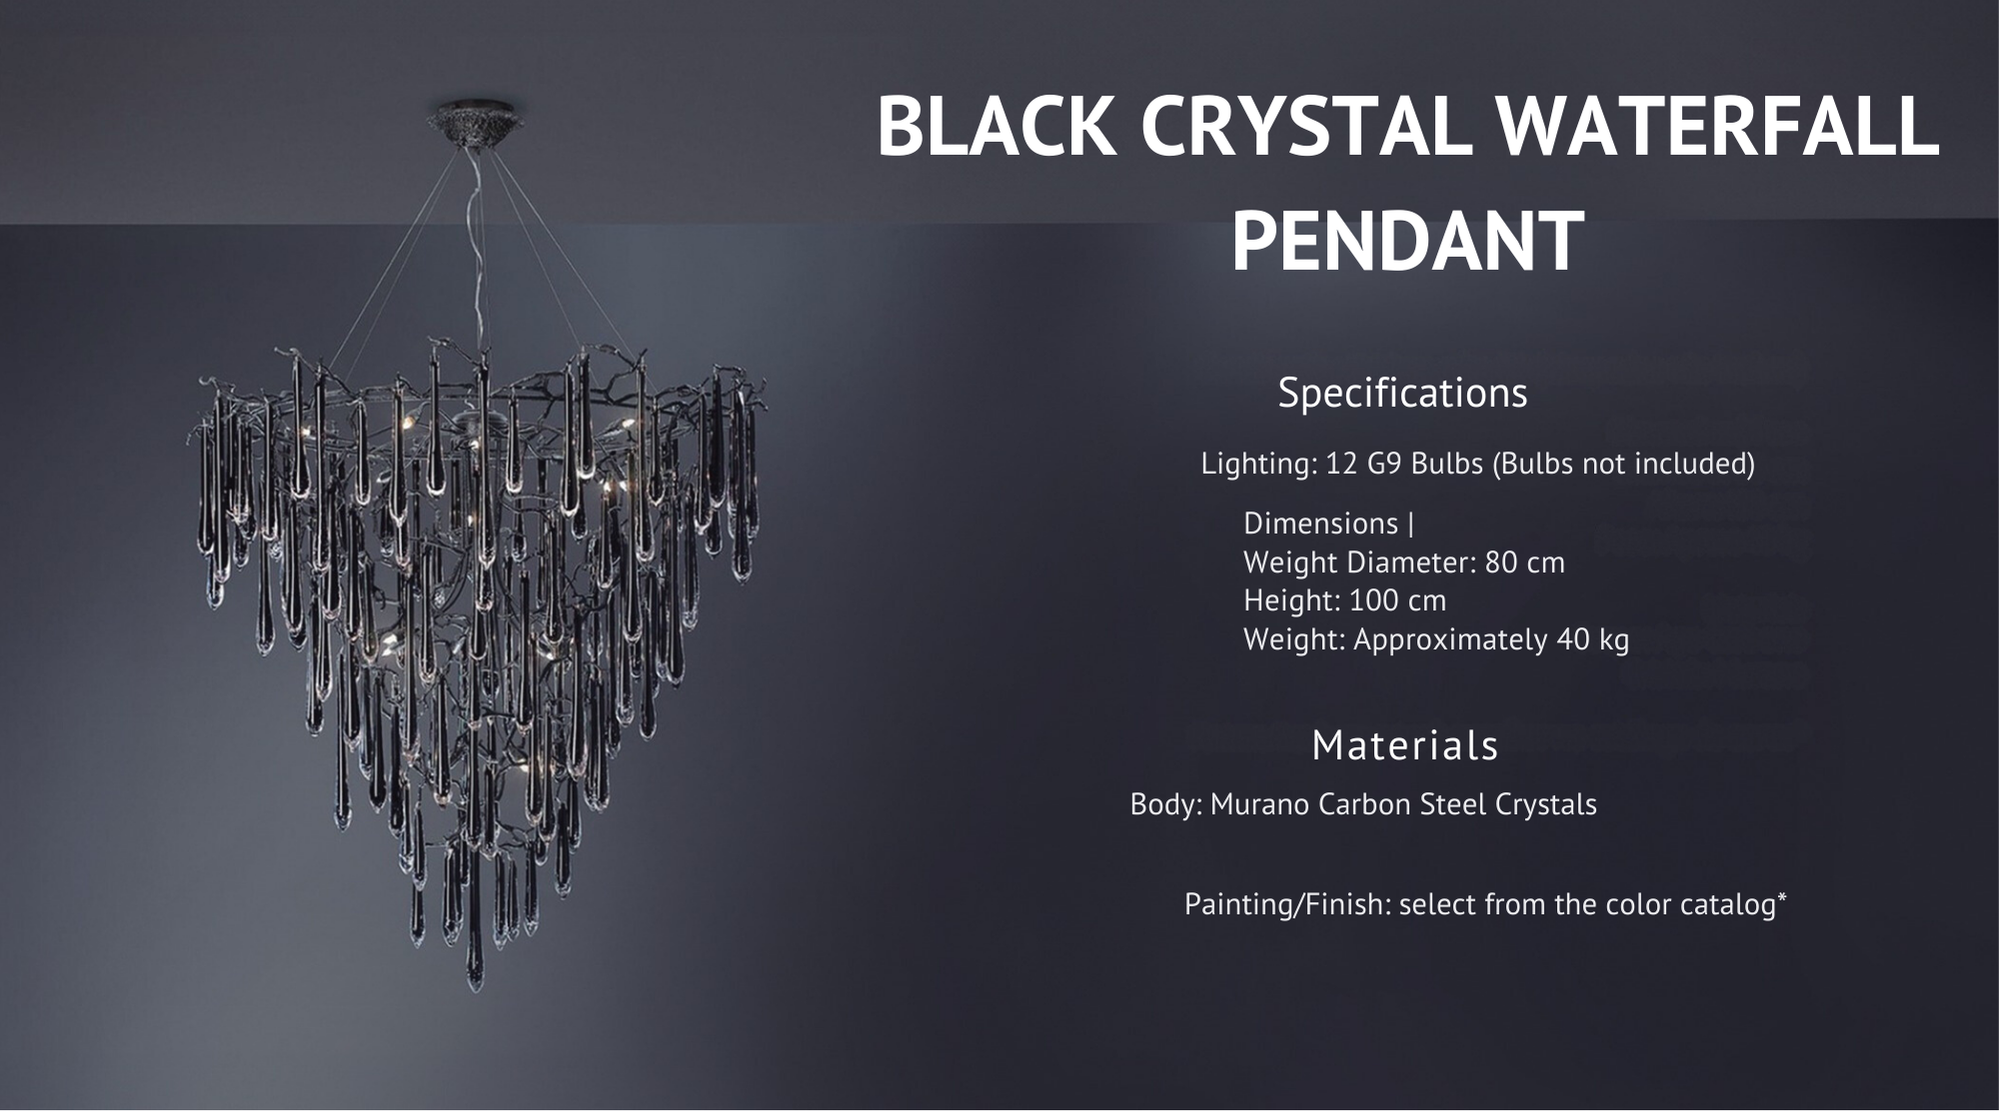 BLACK CRYSTAL WATERFALL
PENDANT
Specifications
Lighting: 12 G9 Bulbs (Bulbs not included)
Dimensions |
Weight Diameter: 80 cm
Height: 100 cm
Weight: Approximately 40 kg
Materials
Body: Murano Carbon Steel Crystals
Painting/Finish: select from the color catalog*